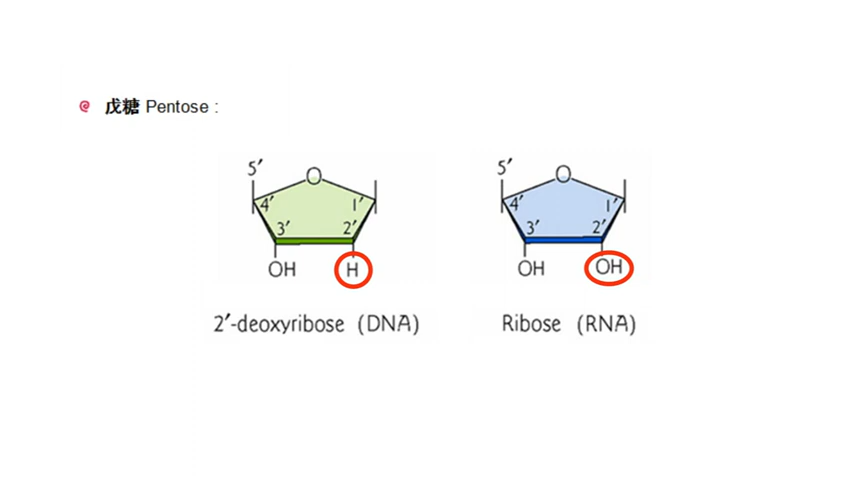 戊糖 Pentose :
5′ O 5′ O
4′ 1′ 4′ 1′
3′ 2′ 3′ 2′
OH H OH OH
2′-deoxyribose (DNA) Ribose (RNA)